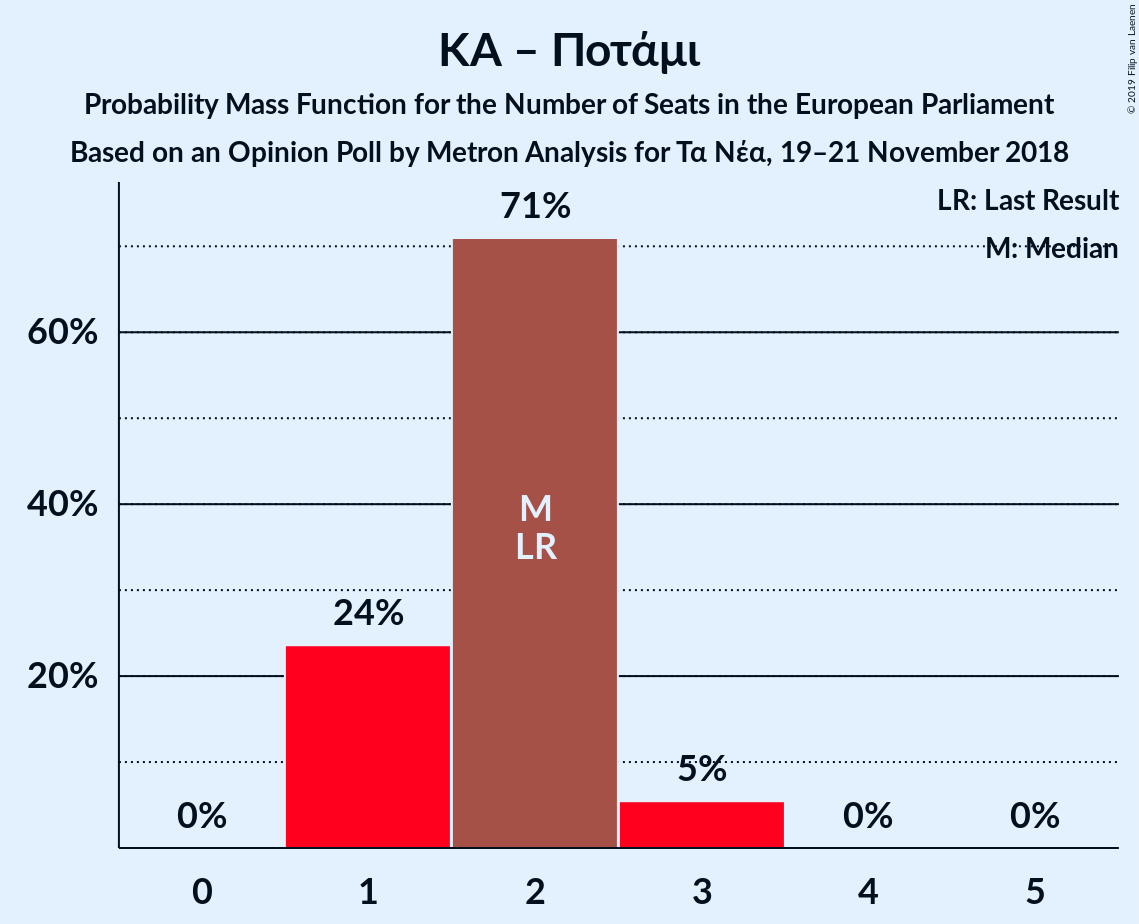 ΚΑ – Ποτάμι
Probability Mass Function for the Number of Seats in the European Parliament
Based on an Opinion Poll by Metron Analysis for Τα Νέα, 19–21 November 2018
© 2019 Filip van Laenen
LR: Last Result
M: Median
71%
60%
40%
20%
M
LR
24%
5%
0%
0%
0%
0
1
2
3
4
5